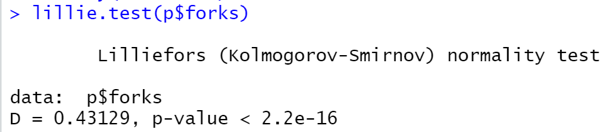 > lillie.test(p$forks)
Lilliefors (Kolmogorov-Smirnov) normality test
data:  p$forks
D = 0.43129, p-value < 2.2e-16